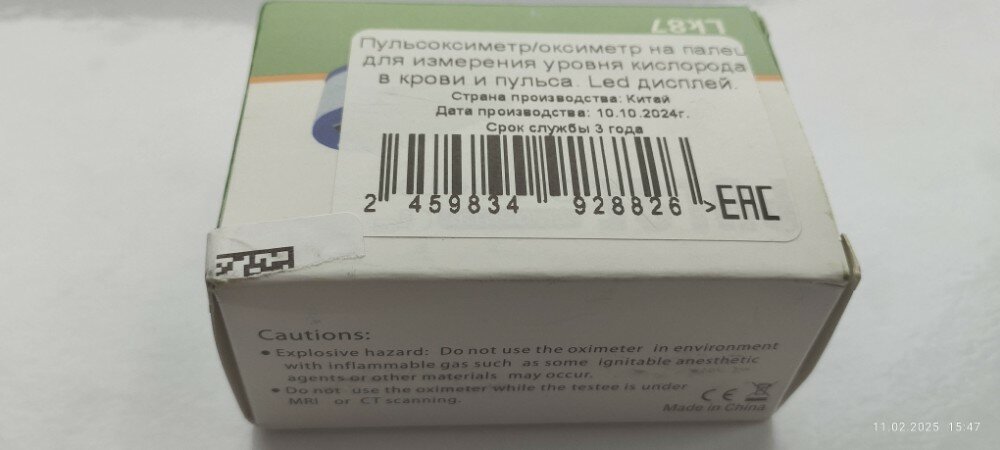 Lk87
Пульсоксиметр/оксиметр на палец
для измерения уровня кислорода
в крови и пульса. Led дисплей.
Страна производства: Китай
Дата производства: 10.10.2024г.
Срок службы 3 года
2 459834 928826 >
EAC
Cautions:
• Explosive hazard: Do not use the oximeter in environment
with inflammable gas such as some ignitable anesthetic
agents or other materials may occur.
• Do not use the oximeter while the testee is under
MRI or CT scanning.
CE
Made in China
11.02.2025 15:47